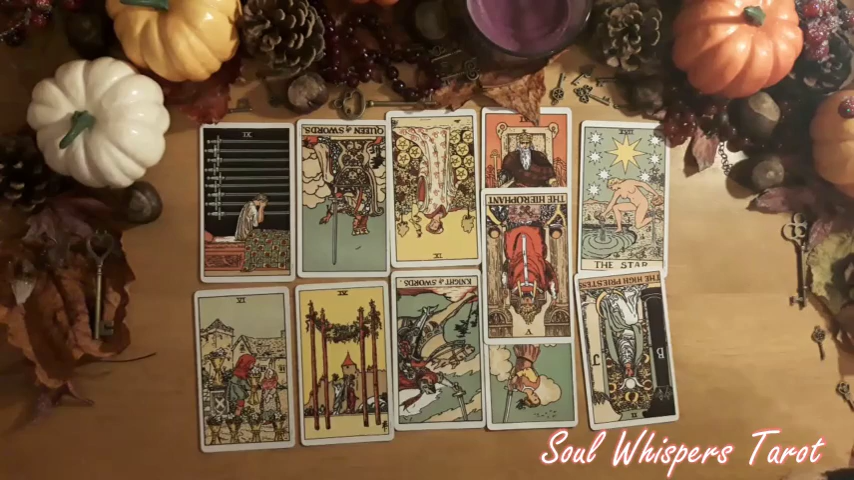 QUEEN of SWORDS.
THE HIEROPHANT
V
THE STAR
KNIGHT of SWORDS.
THE HIGH PRIESTESS
B
J
Soul Whispers Tarot